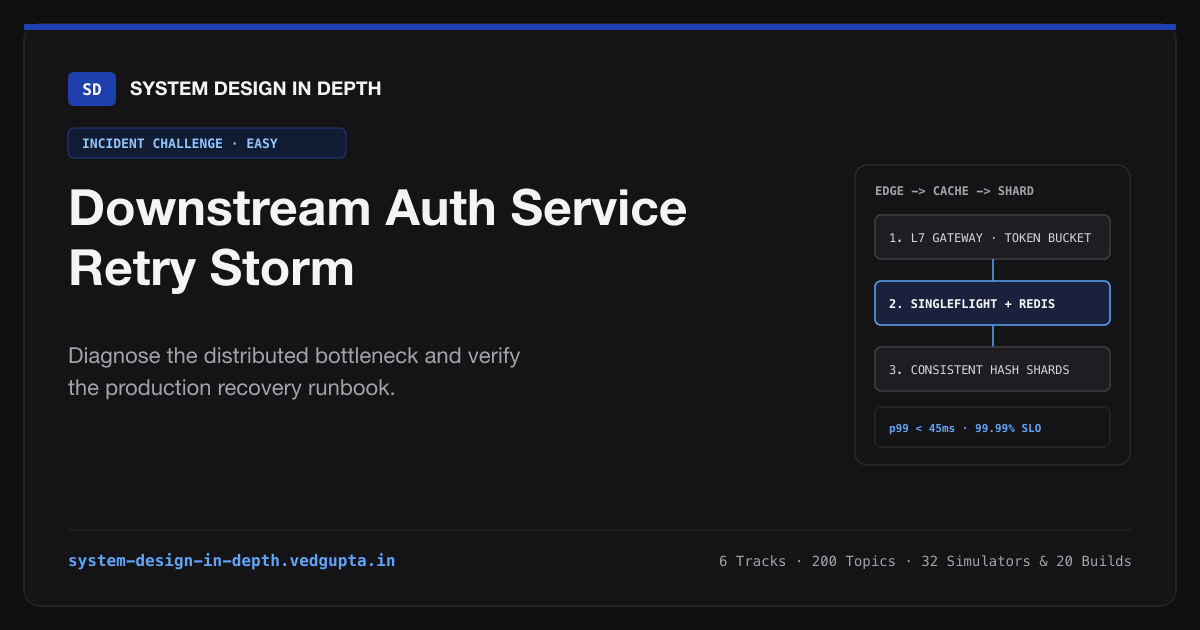 SD
SYSTEM DESIGN IN DEPTH
INCIDENT CHALLENGE · EASY
Downstream Auth Service
Retry Storm
Diagnose the distributed bottleneck and verify
the production recovery runbook.
EDGE —> CACHE —> SHARD
1. L7 GATEWAY · TOKEN BUCKET
2. SINGLEFLIGHT + REDIS
3. CONSISTENT HASH SHARDS
p99 < 45ms · 99.99% SLO
system-design-in-depth.vedgupta.in
6 Tracks · 200 Topics · 32 Simulators & 20 Builds